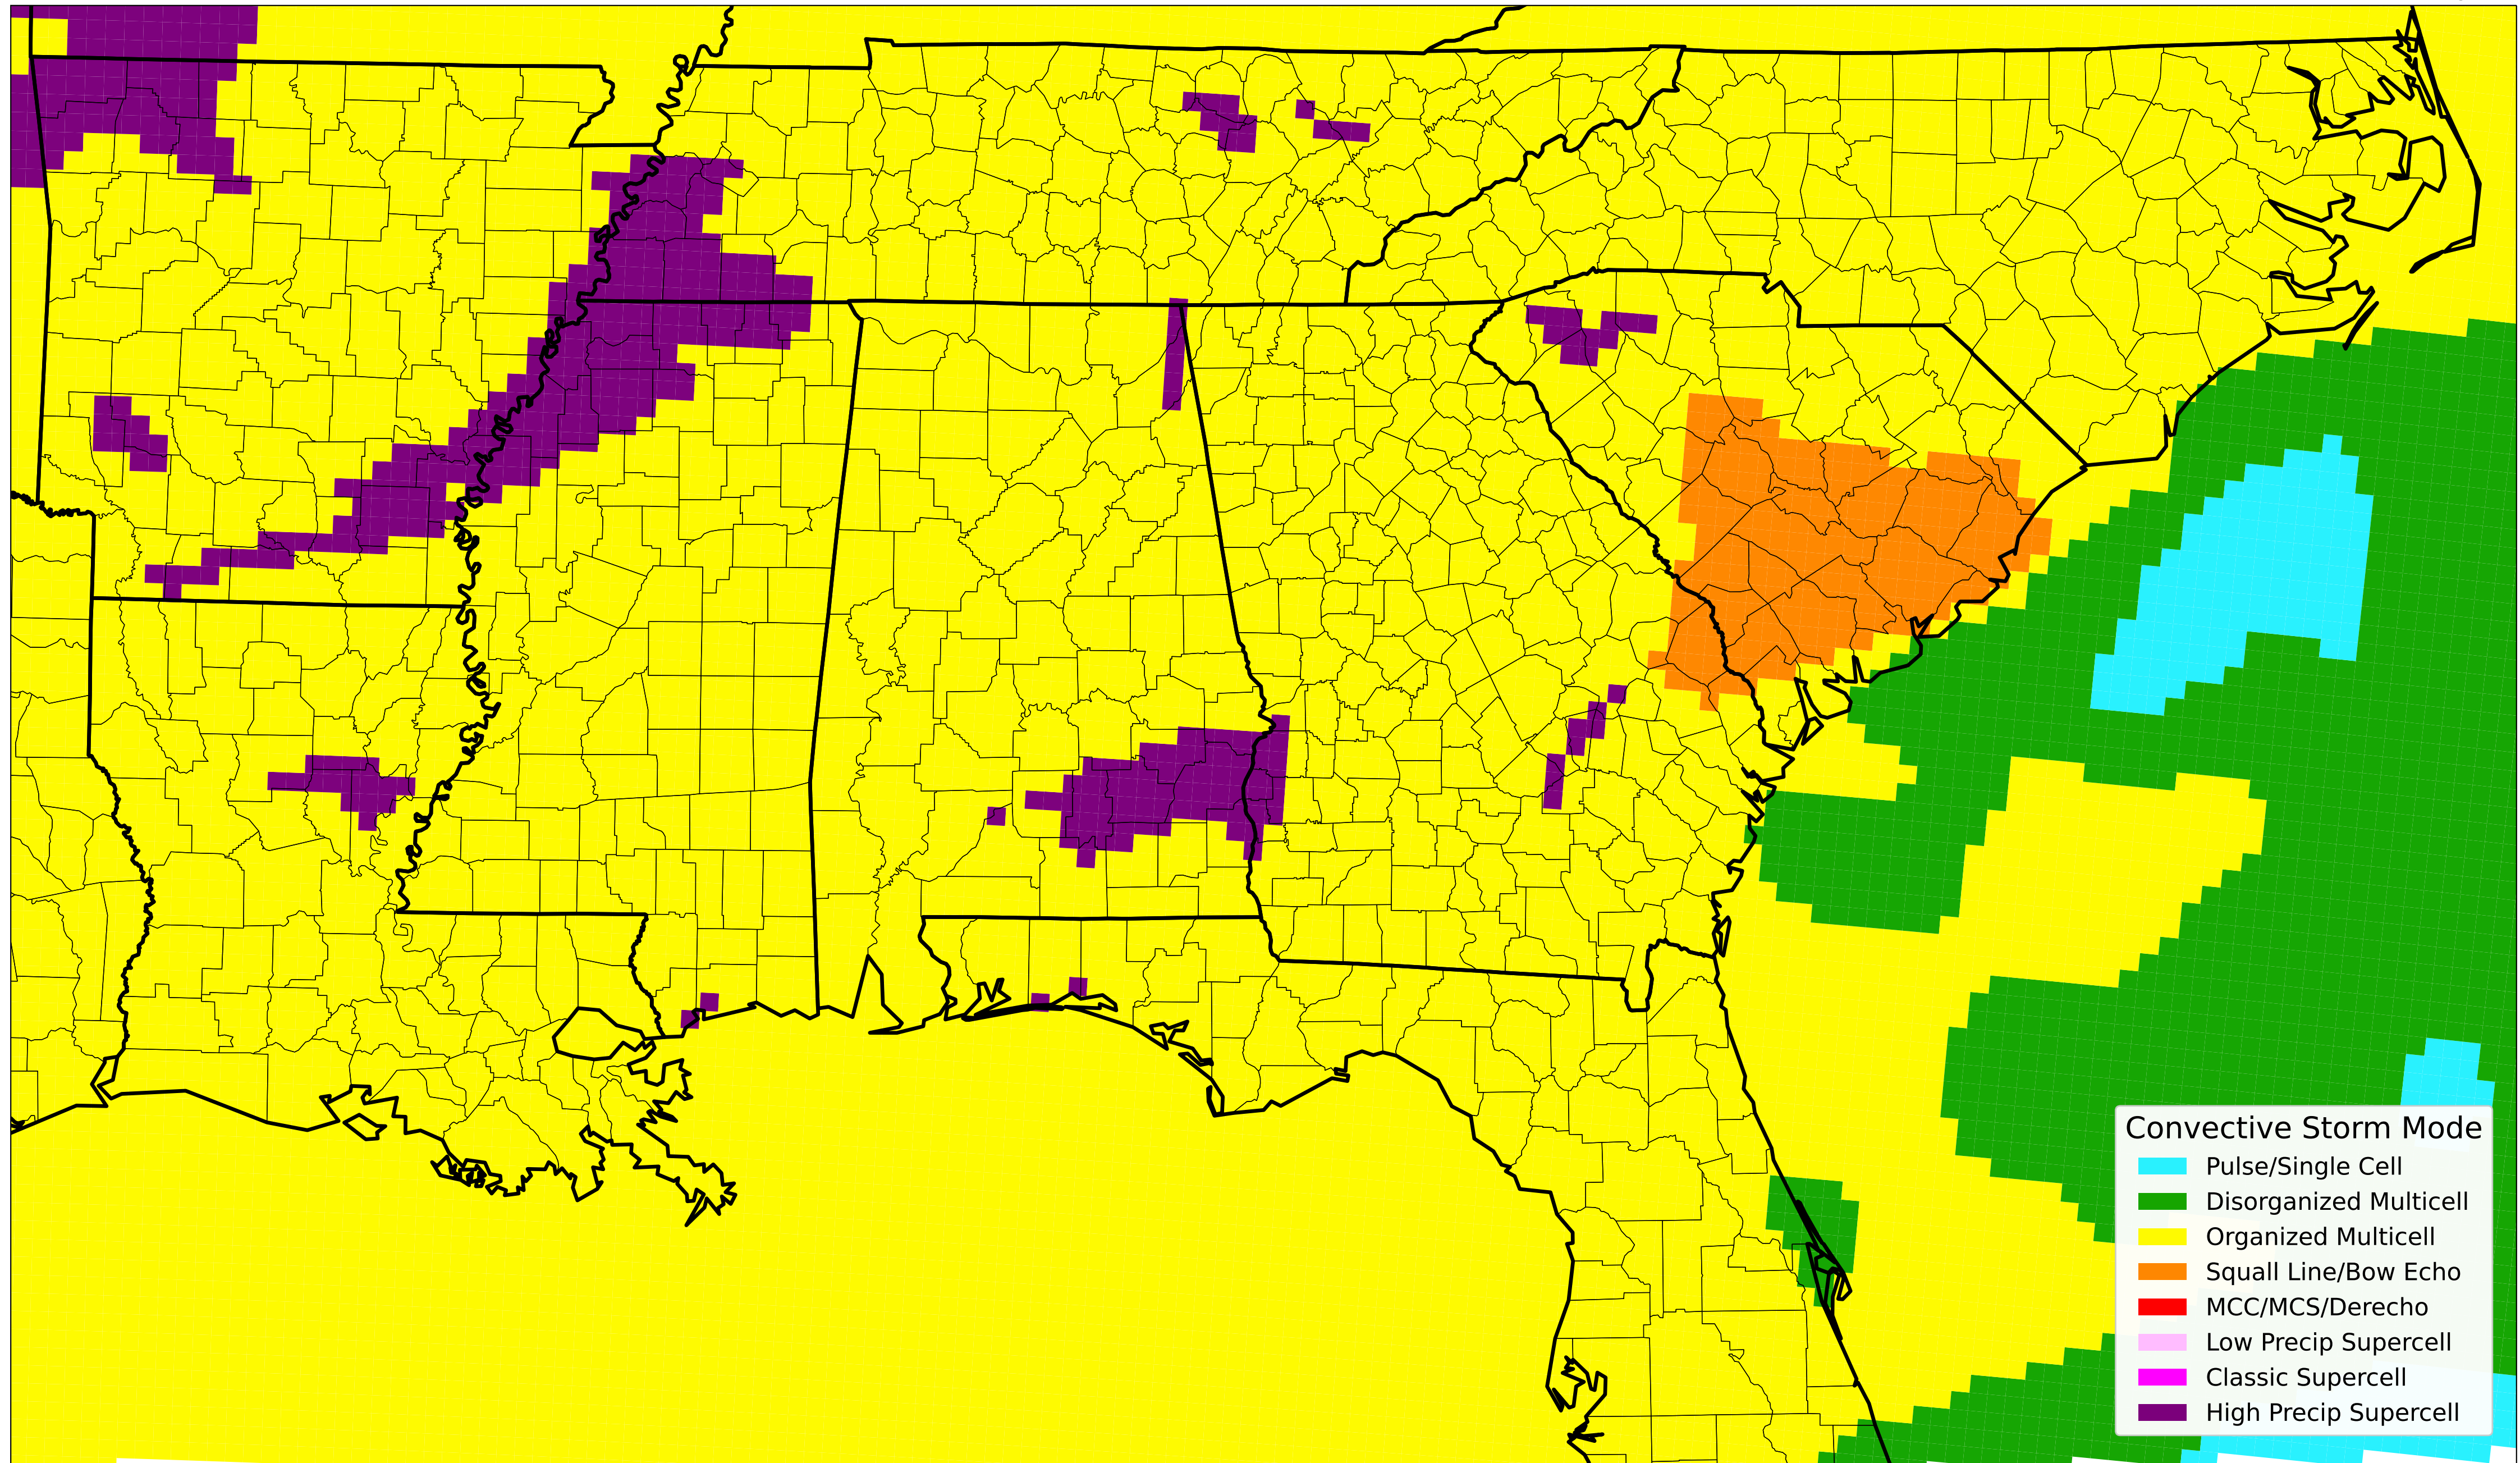 Convective Storm Mode
Pulse/Single Cell
Disorganized Multicell
Organized Multicell
Squall Line/Bow Echo
MCC/MCS/Derecho
Low Precip Supercell
Classic Supercell
High Precip Supercell